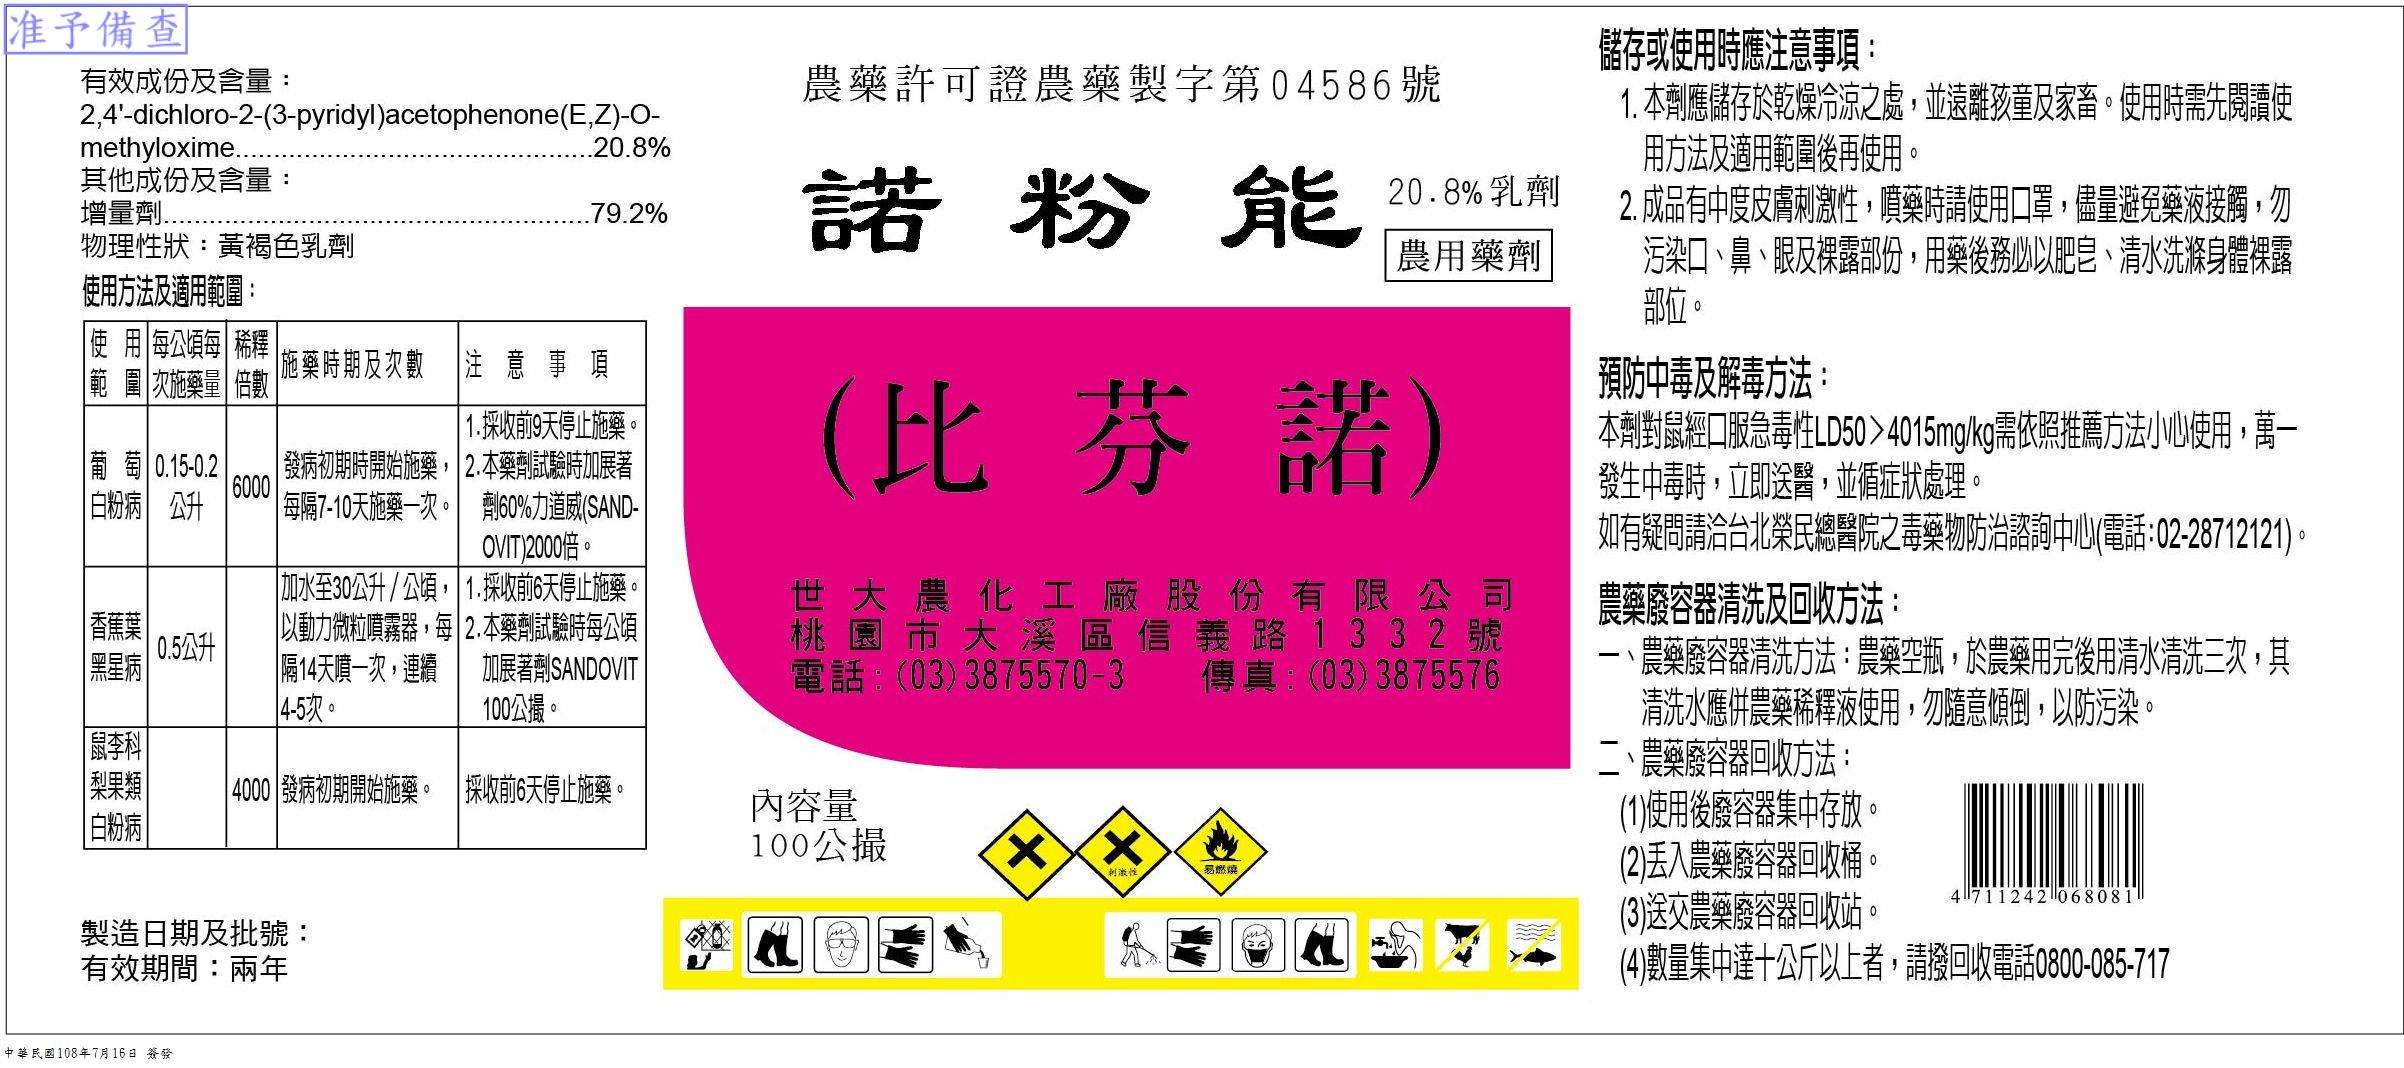 准予備查
有效成份及含量：
2,4'-dichloro-2-(3-pyridyl)acetophenone(E,Z)-O-
methyloxime...............................................20.8%
其他成份及含量：
增量劑........................................................79.2%
物理性狀：黃褐色乳劑
使用方法及適用範圍：
使用範圍 每公頃每次施藥量 稀釋倍數 施藥時期及次數 注意事項
葡萄
白粉病
0.15-0.2
公升
6000
發病初期時開始施藥，
每隔7-10天施藥一次。
1.採收前9天停止施藥。
2.本藥劑試驗時加展著
劑60%力道威(SAND-
OVIT)2000倍。
香蕉葉
黑星病
0.5公升
加水至30公升/公頃，
以動力微粒噴霧器，每
隔14天噴一次，連續
4-5次。
1.採收前6天停止施藥。
2.本藥劑試驗時每公頃
加展著劑SANDOVIT
100公撮。
鼠李科
梨果類
白粉病
4000
發病初期開始施藥。
採收前6天停止施藥。
製造日期及批號：
有效期間：兩年
農藥許可證農藥製字第04586號
諾粉能
20.8%乳劑
農用藥劑
(比芬諾)
世大農化工廠股份有限公司
桃園市大溪區信義路1332號
電話:(03)3875570-3 傳真:(03)3875576
內容量
100公撮
刺激性
易燃燒
儲存或使用時應注意事項：
1. 本劑應儲存於乾燥冷涼之處，並遠離孩童及家畜。使用時需先閱讀使
用方法及適用範圍後再使用。
2. 成品有中度皮膚刺激性，噴藥時請使用口罩，儘量避免藥液接觸，勿
污染口、鼻、眼及裸露部份，用藥後務必以肥皂、清水洗滌身體裸露
部位。
預防中毒及解毒方法：
本劑對鼠經口服急毒性LD50＞4015mg/kg需依照推薦方法小心使用，萬一
發生中毒時，立即送醫，並循症狀處理。
如有疑問請洽台北榮民總醫院之毒藥物防治諮詢中心(電話:02-28712121)。
農藥廢容器清洗及回收方法：
一、農藥廢容器清洗方法：農藥空瓶，於農藥用完後用清水清洗三次，其
清洗水應併農藥稀釋液使用，勿隨意傾倒，以防污染。
二、農藥廢容器回收方法：
(1)使用後廢容器集中存放。
(2)丟入農藥廢容器回收桶。
(3)送交農藥廢容器回收站。
(4)數量集中達十公斤以上者，請撥回收電話0800-085-717
4 711242 068081
中華民國108年7月16日 簽發